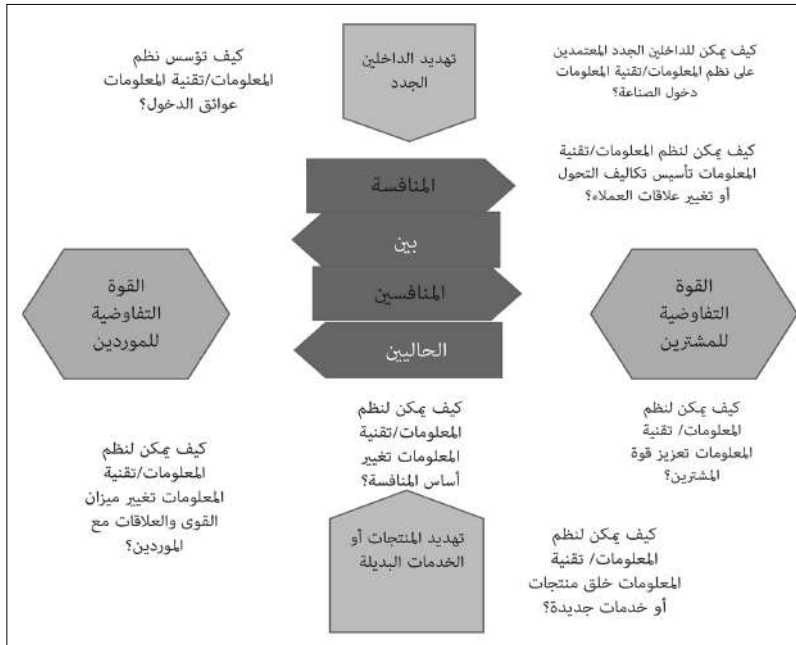 كيف تؤسس نظم
المعلومات/تقنية المعلومات
عوائق الدخول؟
تهديد الداخلين
الجدد
كيف يمكن للداخلين الجدد المعتمدين
على نظم المعلومات/تقنية المعلومات
دخول الصناعة؟
كيف يمكن لنظم المعلومات/تقنية
المعلومات تأسيس تكاليف التحول
أو تغيير علاقات العملاء؟
المنافسة
بين
المنافسين
الحاليين
القوة
التفاوضية
للمشترين
القوة
التفاوضية
للموردين
كيف يمكن لنظم
المعلومات/ تقنية
المعلومات تعزيز قوة
المشترين؟
كيف يمكن لنظم
المعلومات/تقنية
المعلومات تغيير
أساس المنافسة؟
كيف يمكن لنظم
المعلومات/تقنية
المعلومات تغيير ميزان
القوى والعلاقات مع
الموردين؟
تهديد المنتجات أو
الخدمات البديلة
كيف يمكن لنظم
المعلومات/ تقنية
المعلومات خلق منتجات
أو خدمات جديدة؟